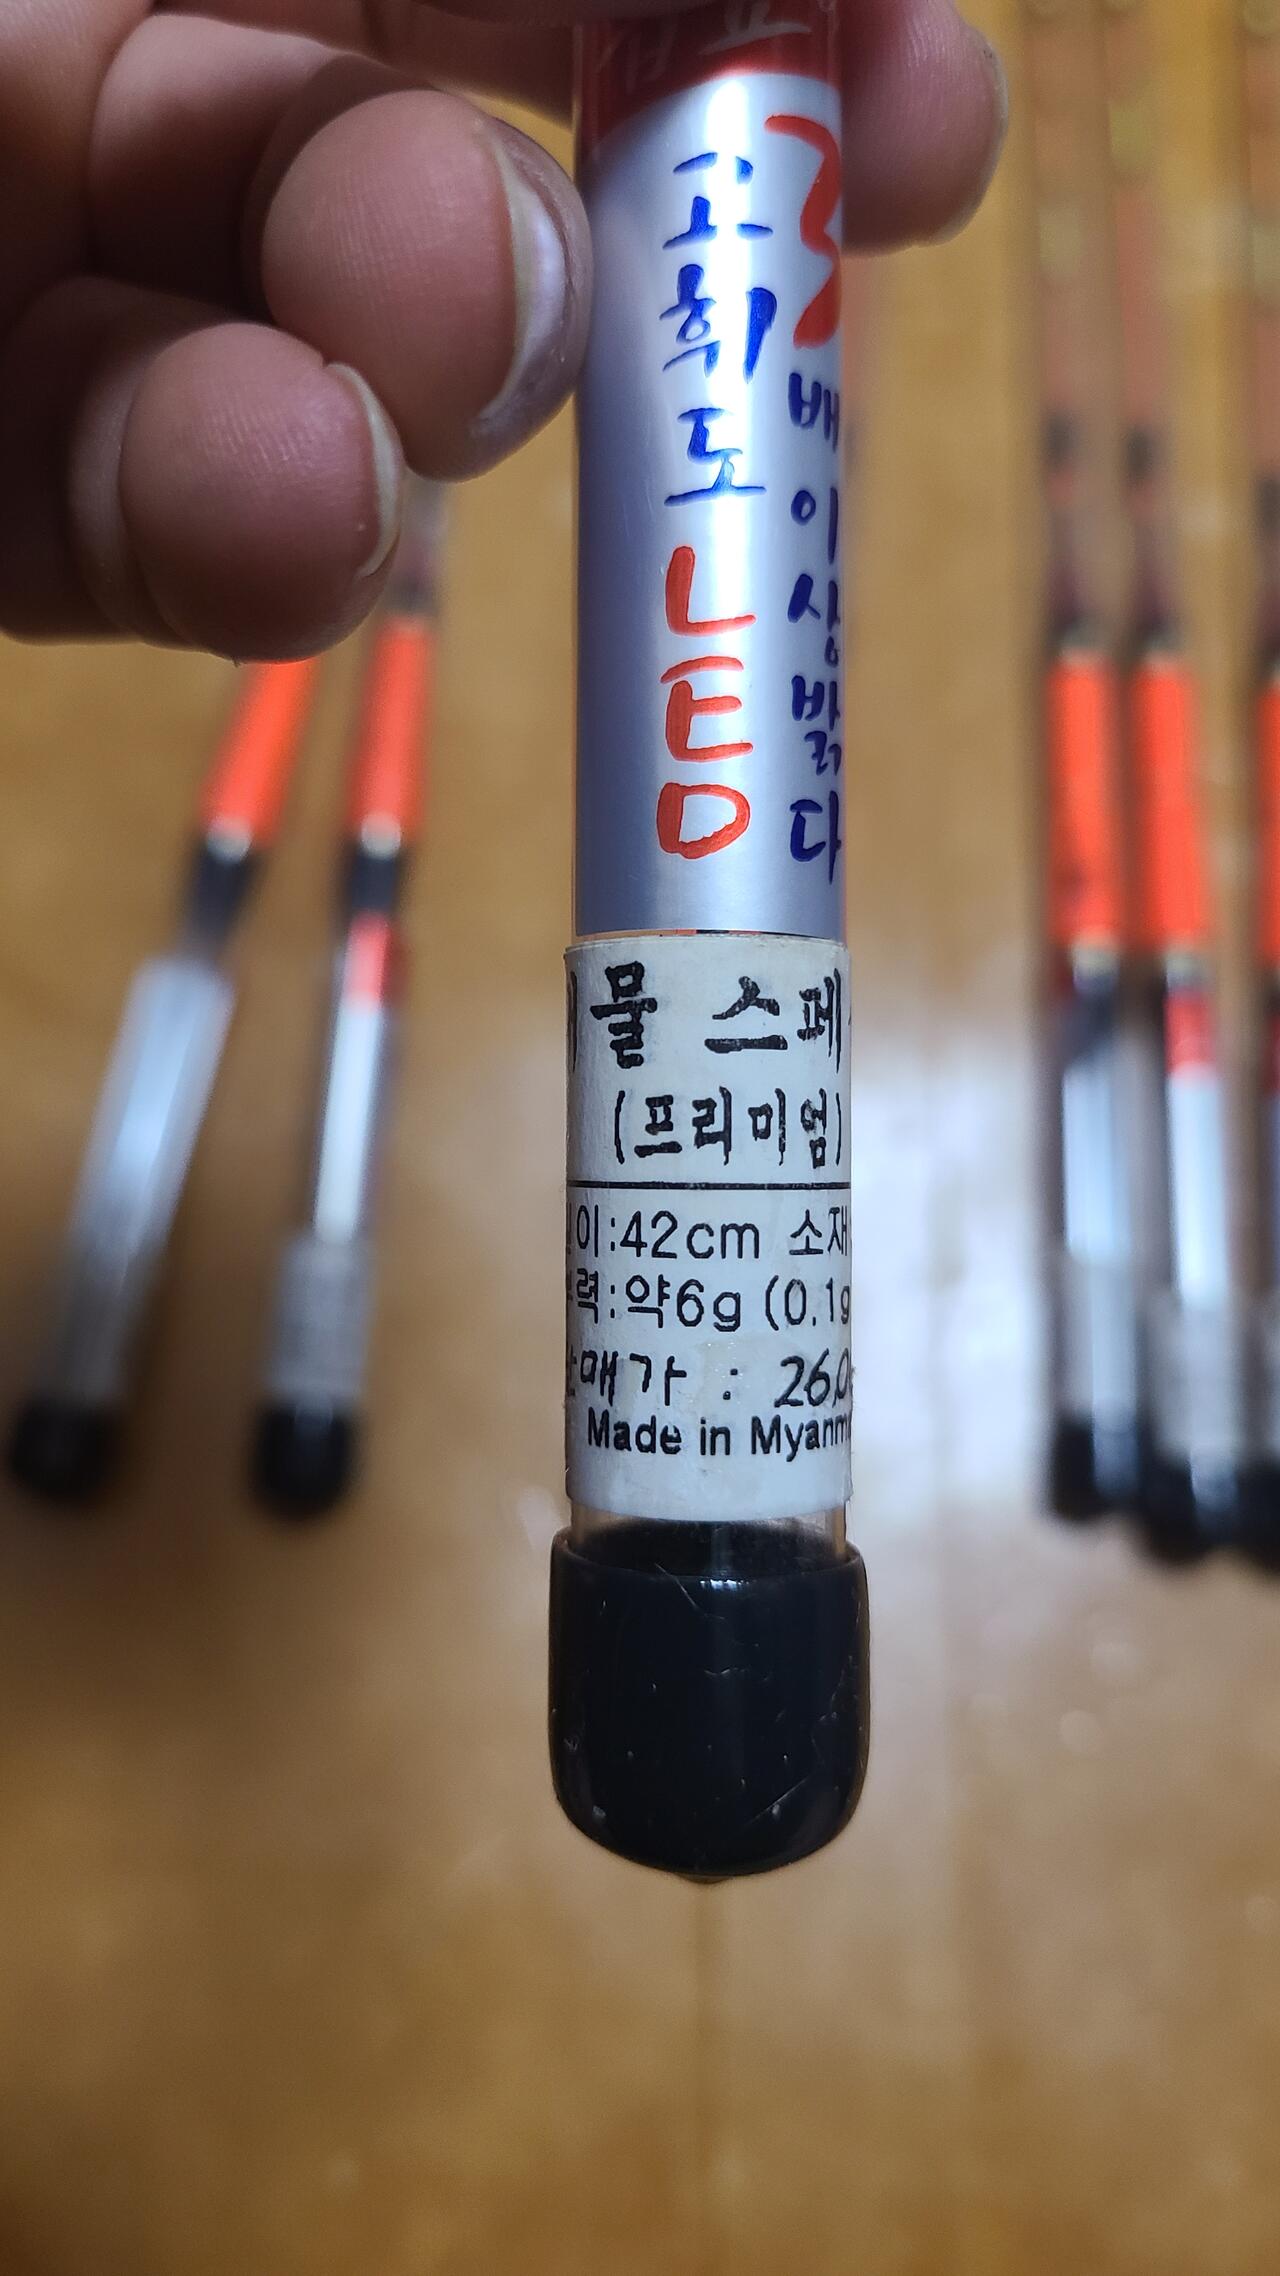 고휘도 LED
3배 이상 밝다
물 스페
(프리미엄)
이:42cm 소재
력:약6g (0.1g
매가 : 26,0
Made in Myanm